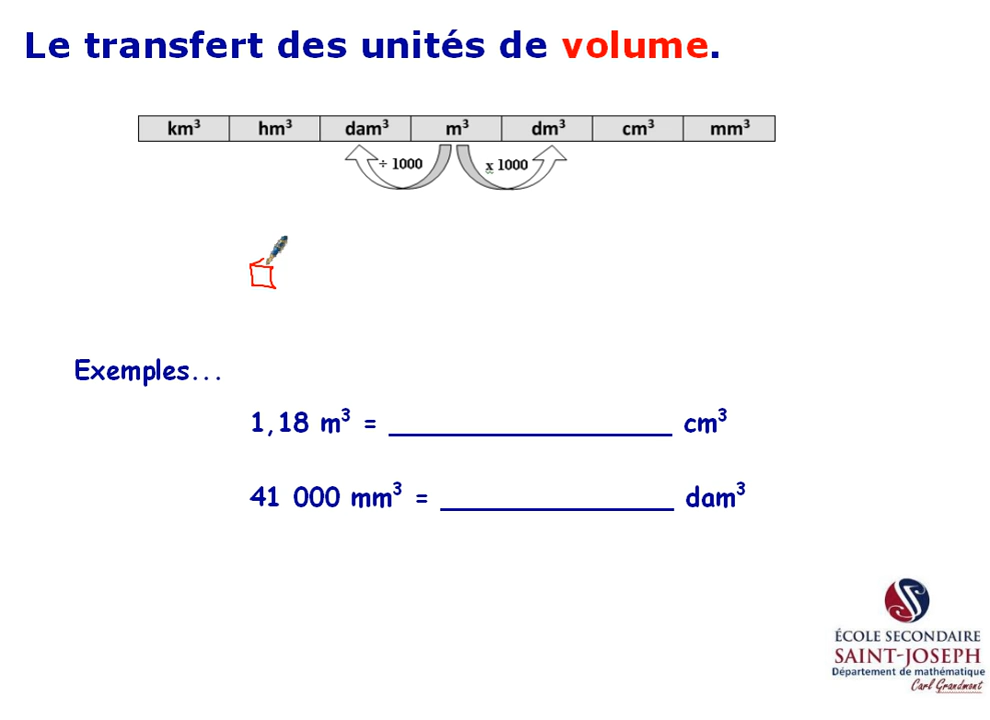 Le transfert des unités de volume.
km³ hm³ dam³ m³ dm³ cm³ mm³
÷ 1000 x 1000
Exemples...
1,18 m³ = ____________________ cm³
41 000 mm³ = ________________ dam³
ÉCOLE SECONDAIRE
SAINT-JOSEPH
Département de mathématique
Carl Grandmont